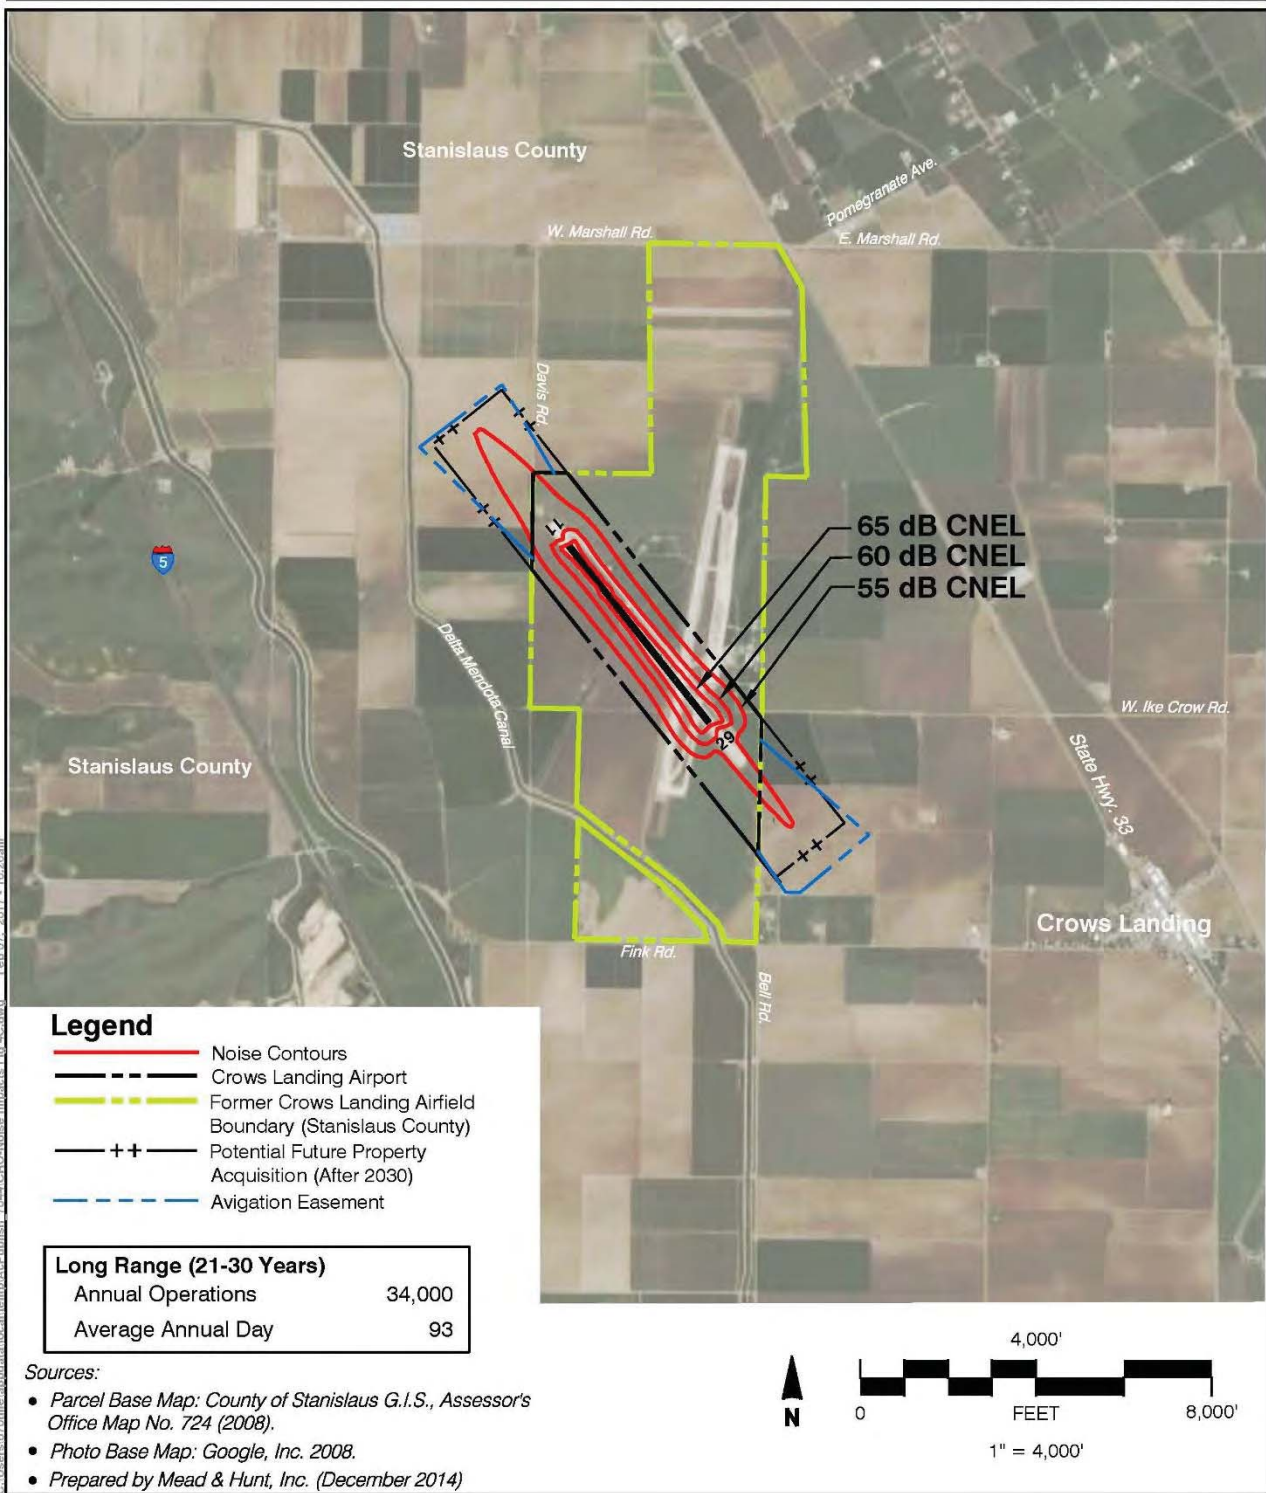 Stanislaus County
Pomegranate Ave.
W. Marshall Rd.
E. Marshall Rd.
Davis Rd.
11
65 dB CNEL
60 dB CNEL
55 dB CNEL
5
Delta Mendota Canal
29
W. Ike Crow Rd.
State Hwy. 33
Stanislaus County
Crows Landing
Fink Rd.
Bell Rd.
Legend
Noise Contours
Crows Landing Airport
Former Crows Landing Airfield
Boundary (Stanislaus County)
++
Potential Future Property
Acquisition (After 2030)
Avigation Easement
Long Range (21-30 Years)
Annual Operations 34,000
Average Annual Day 93
Sources:
• Parcel Base Map: County of Stanislaus G.I.S., Assessor's
Office Map No. 724 (2008).
• Photo Base Map: Google, Inc. 2008.
• Prepared by Mead & Hunt, Inc. (December 2014)
N
4,000'
0 FEET 8,000'
1" = 4,000'